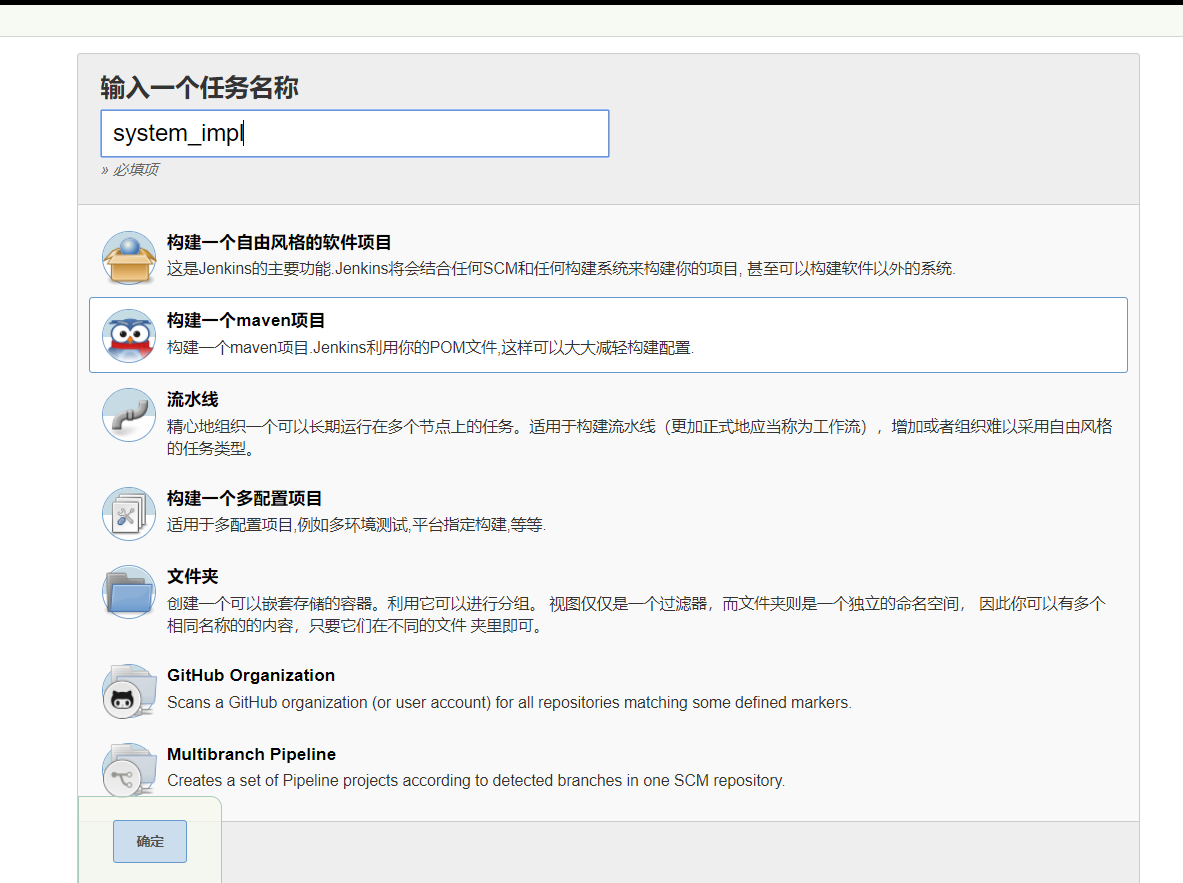 输入一个任务名称
system_impl
» 必填项
构建一个自由风格的软件项目
这是Jenkins的主要功能.Jenkins将会结合任何SCM和任何构建系统来构建你的项目, 甚至可以构建软件以外的系统.
构建一个maven项目
构建一个maven项目.Jenkins利用你的POM文件,这样可以大大减轻构建配置.
流水线
精心地组织一个可以长期运行在多个节点上的任务。适用于构建流水线（更加正式地应当称为工作流），增加或者组织难以采用自由风格
的任务类型。
构建一个多配置项目
适用于多配置项目,例如多环境测试,平台指定构建,等等.
文件夹
创建一个可以嵌套存储的容器。利用它可以进行分组。 视图仅仅是一个过滤器，而文件夹则是一个独立的命名空间， 因此你可以有多个
相同名称的的内容，只要它们在不同的文件 夹里即可。
GitHub Organization
Scans a GitHub organization (or user account) for all repositories matching some defined markers.
Multibranch Pipeline
Creates a set of Pipeline projects according to detected branches in one SCM repository.
确定